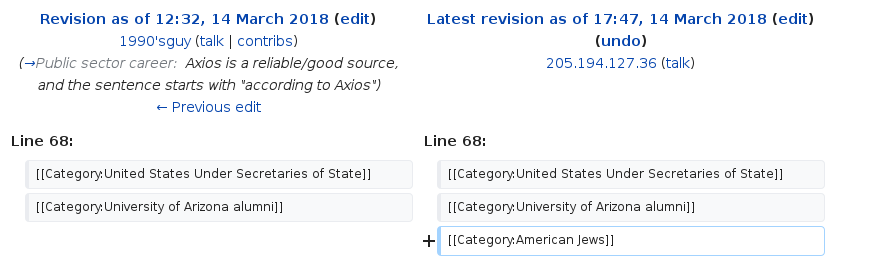 Revision as of 12:32, 14 March 2018 (edit)
1990'sguy (talk | contribs)
(→Public sector career: Axios is a reliable/good source,
and the sentence starts with "according to Axios")
← Previous edit
Latest revision as of 17:47, 14 March 2018 (edit)
(undo)
205.194.127.36 (talk)
Line 68:
Line 68:
[[Category:United States Under Secretaries of State]]
[[Category:United States Under Secretaries of State]]
[[Category:University of Arizona alumni]]
[[Category:University of Arizona alumni]]
+ [[Category:American Jews]]